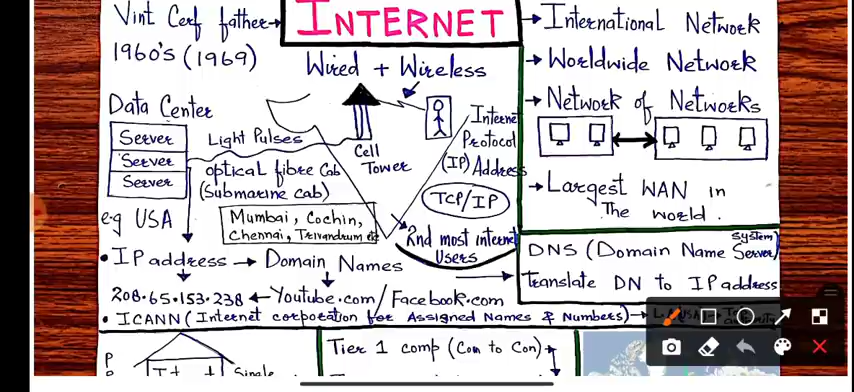 Vint Cerf father
1960's (1969)
INTERNET
Wired + Wireless
Data Center
Server
Server
Server
Light Pulses
optical fibre Cab
(Submarine cab)
eg USA
Mumbai, Cochin,
Chennai, Trivandrum etc
Cell
Tower
Internet
Protocol
(IP) Address
TCP/IP
2nd most internet
Users
• IP address → Domain Names
208.65.153.238 ← Youtube.com/Facebook.com
• ICANN (Internet corporation for Assigned Names & Numbers) →
→ International Network
→ Worldwide Network
→ Network of Networks
→ Largest WAN in
The world.
DNS (Domain Name Server)
System
Translate DN to IP address
Tier 1 comp (Con to Con)
Single